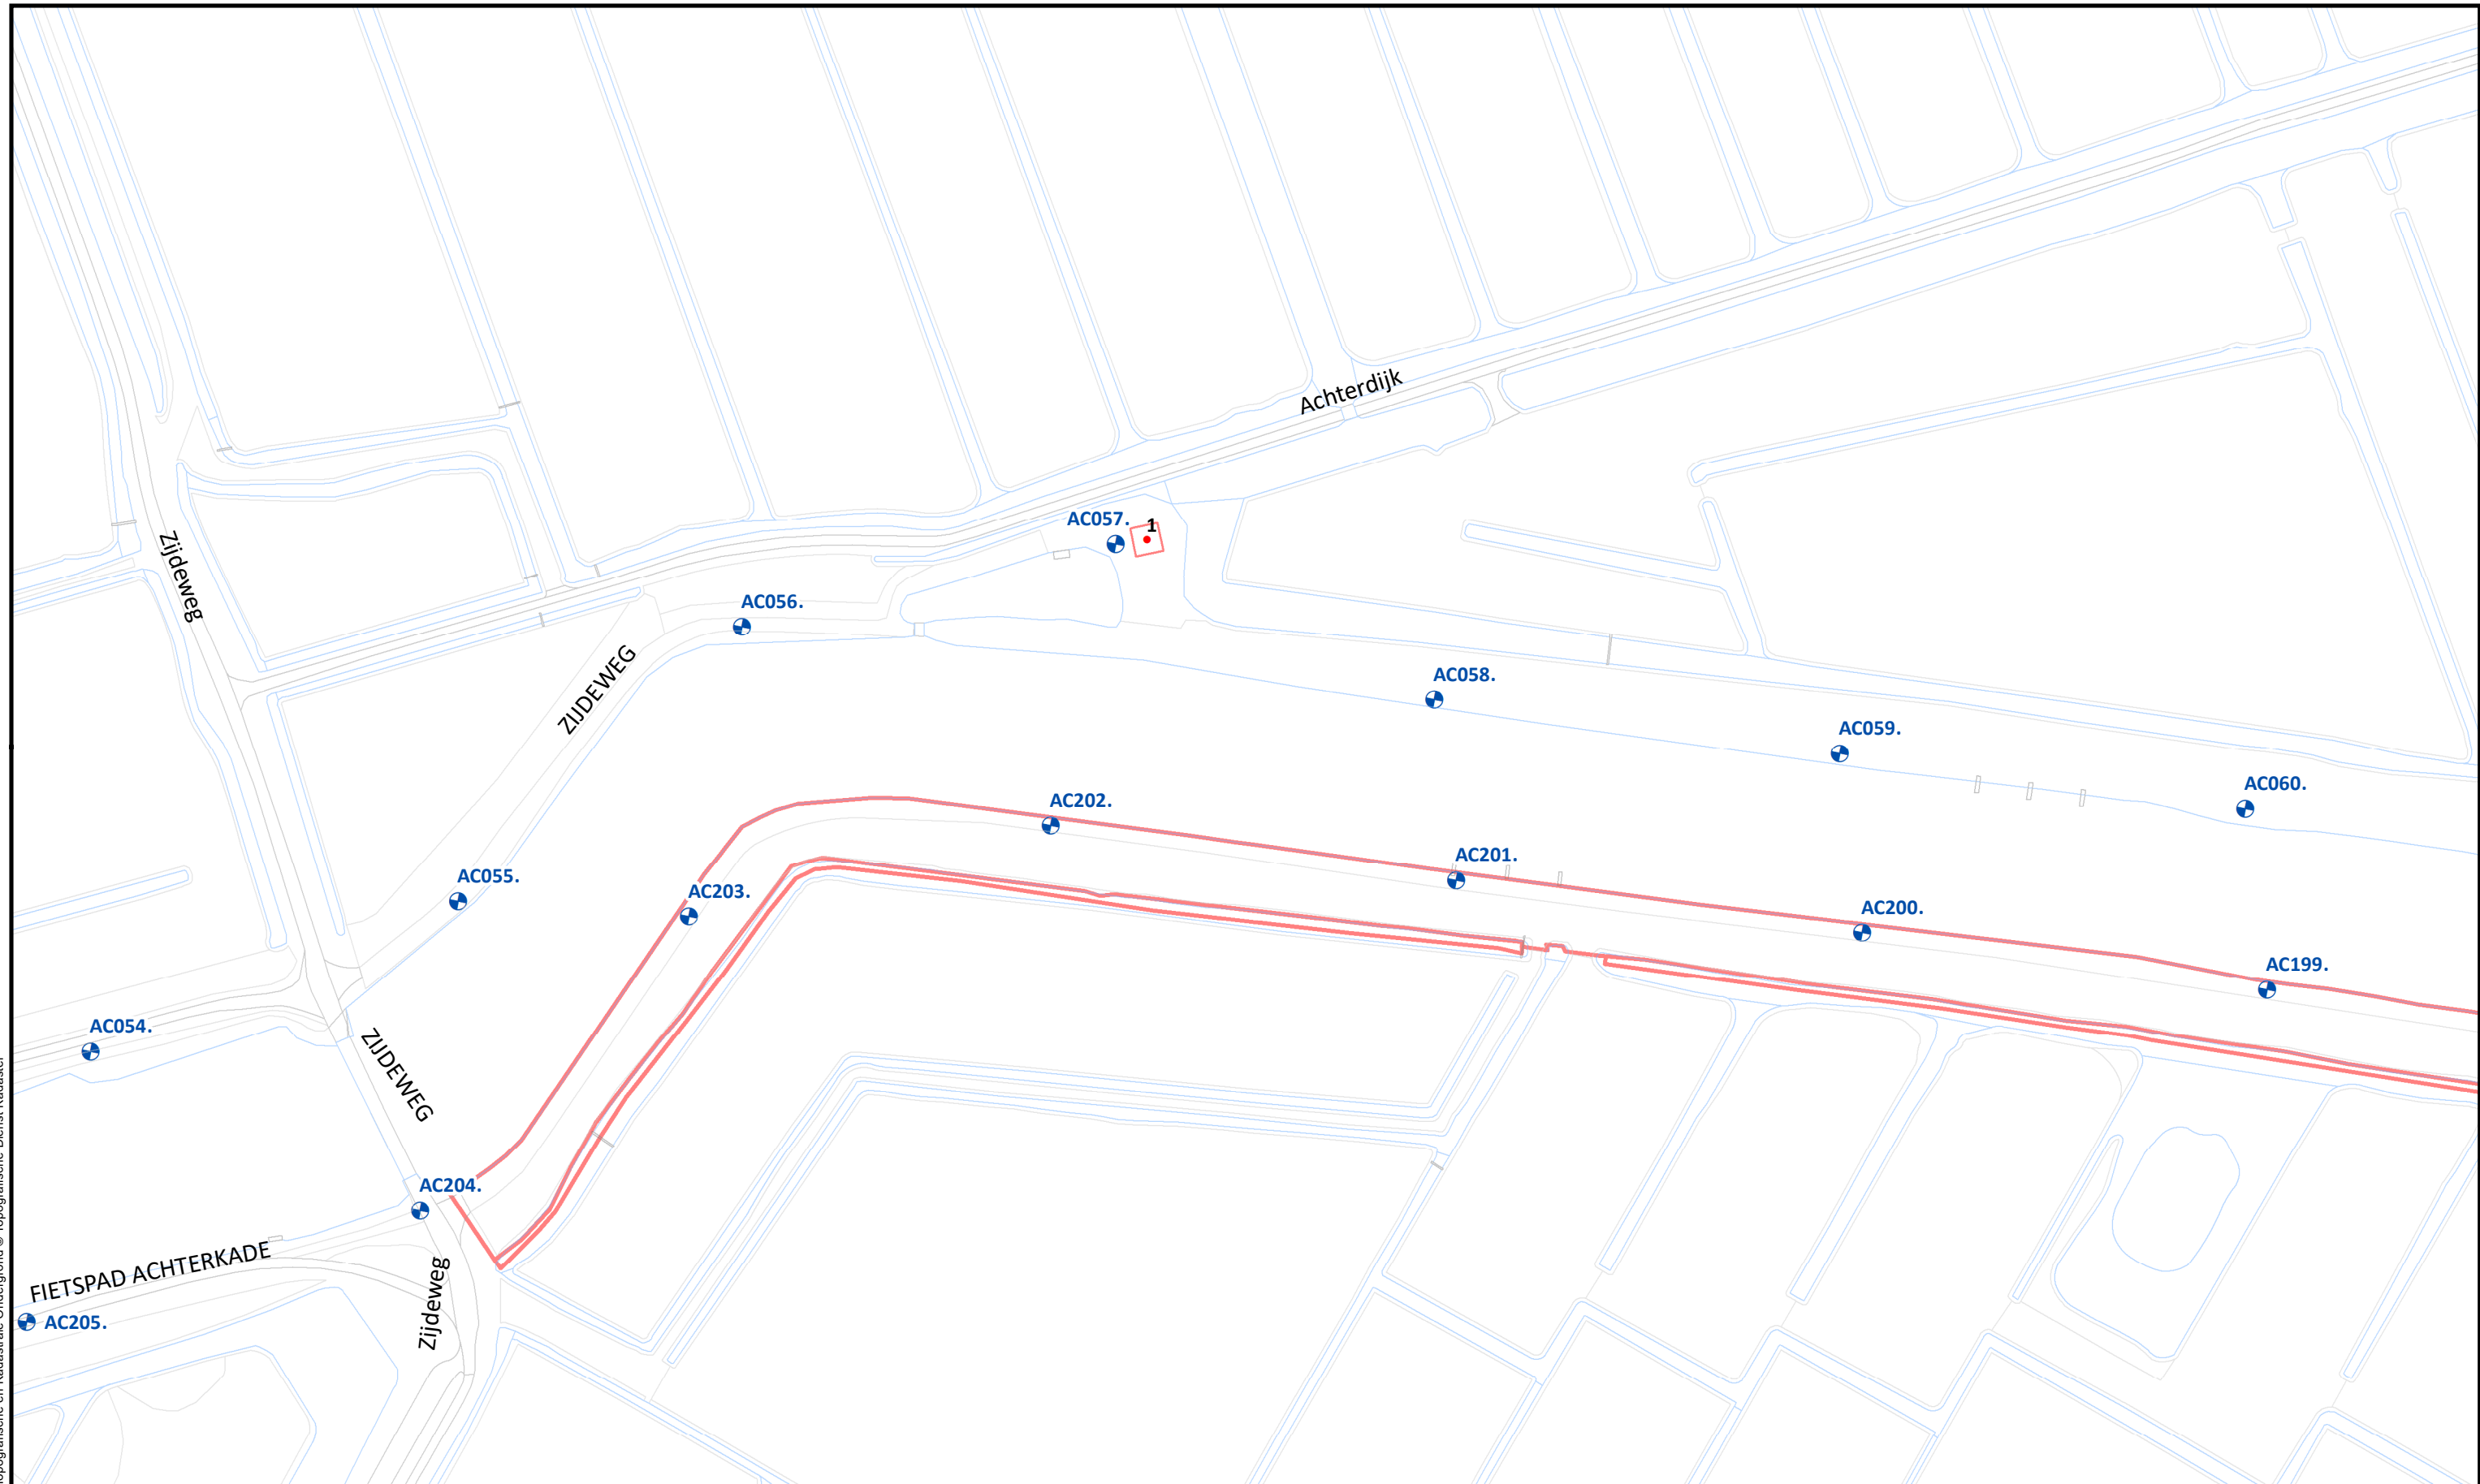 Achterdijk
AC057.
1
Zijdeweg
AC056.
ZIJDEWEG
AC058.
AC059.
AC060.
AC202.
AC201.
AC055.
AC203.
AC200.
AC199.
AC054.
ZIJDEWEG
AC204.
FIETSPAD ACHTERKADE
Zijdeweg
AC205.